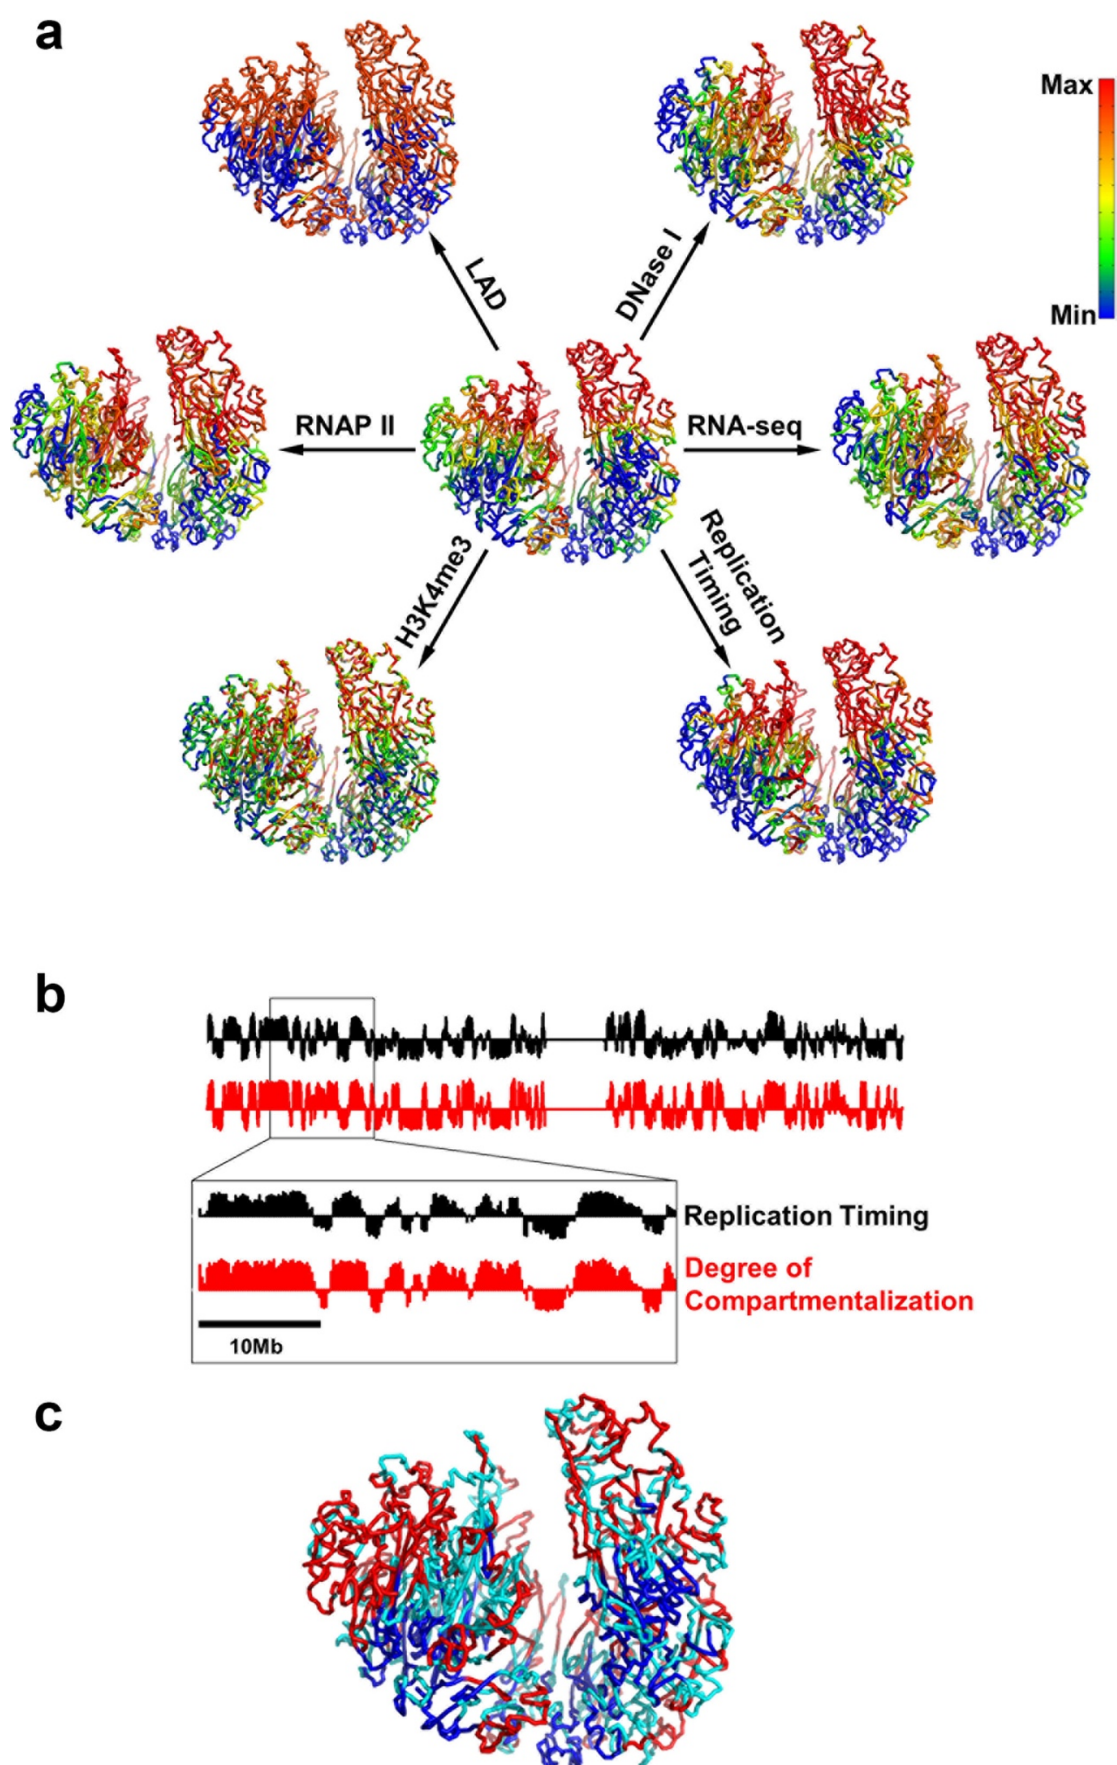 a
Max
Min
LAD
DNase I
RNAP II
RNA-seq
H3K4me3
Replication
Timing
b
Replication Timing
Degree of
Compartmentalization
10Mb
c